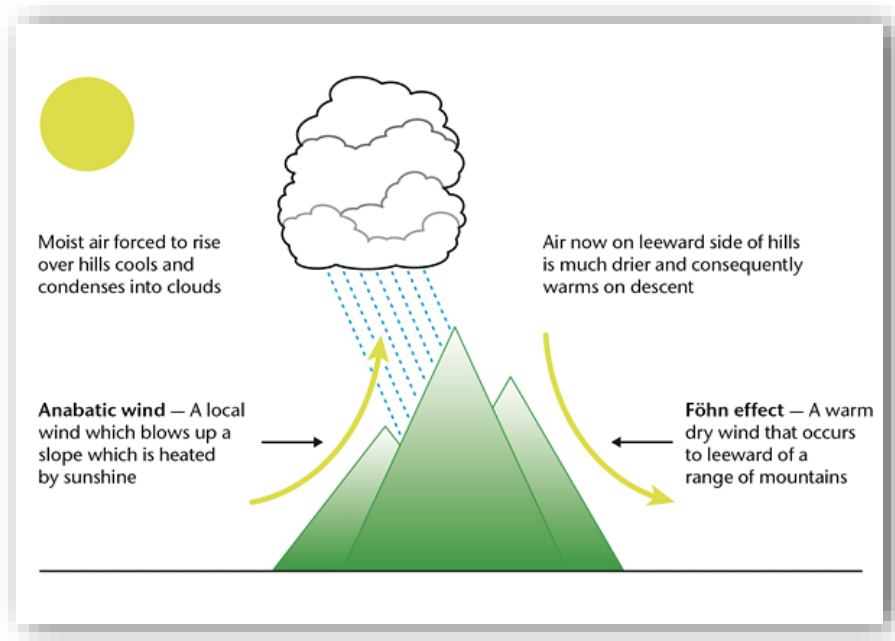 Moist air forced to rise
over hills cools and
condenses into clouds
Air now on leeward side of hills
is much drier and consequently
warms on descent
Anabatic wind — A local
wind which blows up a
slope which is heated
by sunshine
Föhn effect — A warm
dry wind that occurs
to leeward of a
range of mountains